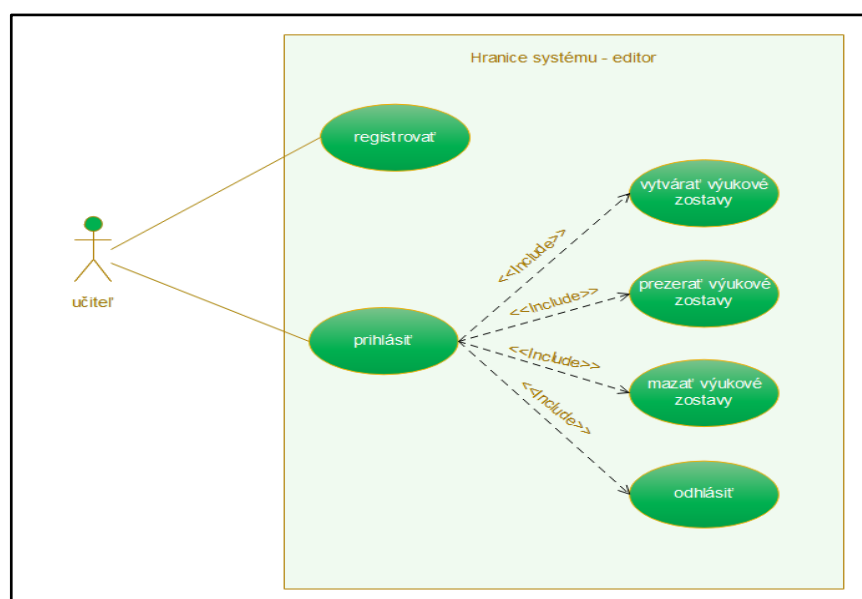 Hranice systému - editor
registrovať
vytvárať výukové
zostavy
<<Include>>
prezerať výukové
zostavy
<<Include>>
učiteľ
prihlásiť
<<Include>>
mazať výukové
zostavy
<<Include>>
odhlásiť